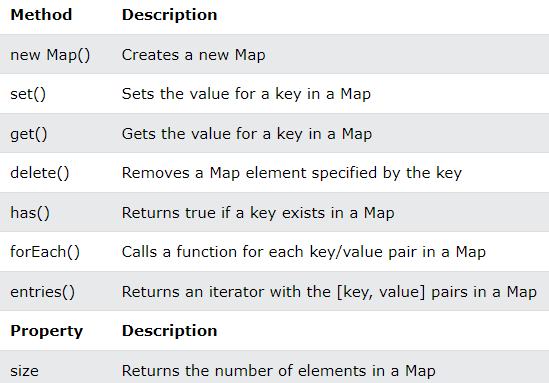 Method Description
new Map() Creates a new Map
set() Sets the value for a key in a Map
get() Gets the value for a key in a Map
delete() Removes a Map element specified by the key
has() Returns true if a key exists in a Map
forEach() Calls a function for each key/value pair in a Map
entries() Returns an iterator with the [key, value] pairs in a Map
Property Description
size Returns the number of elements in a Map